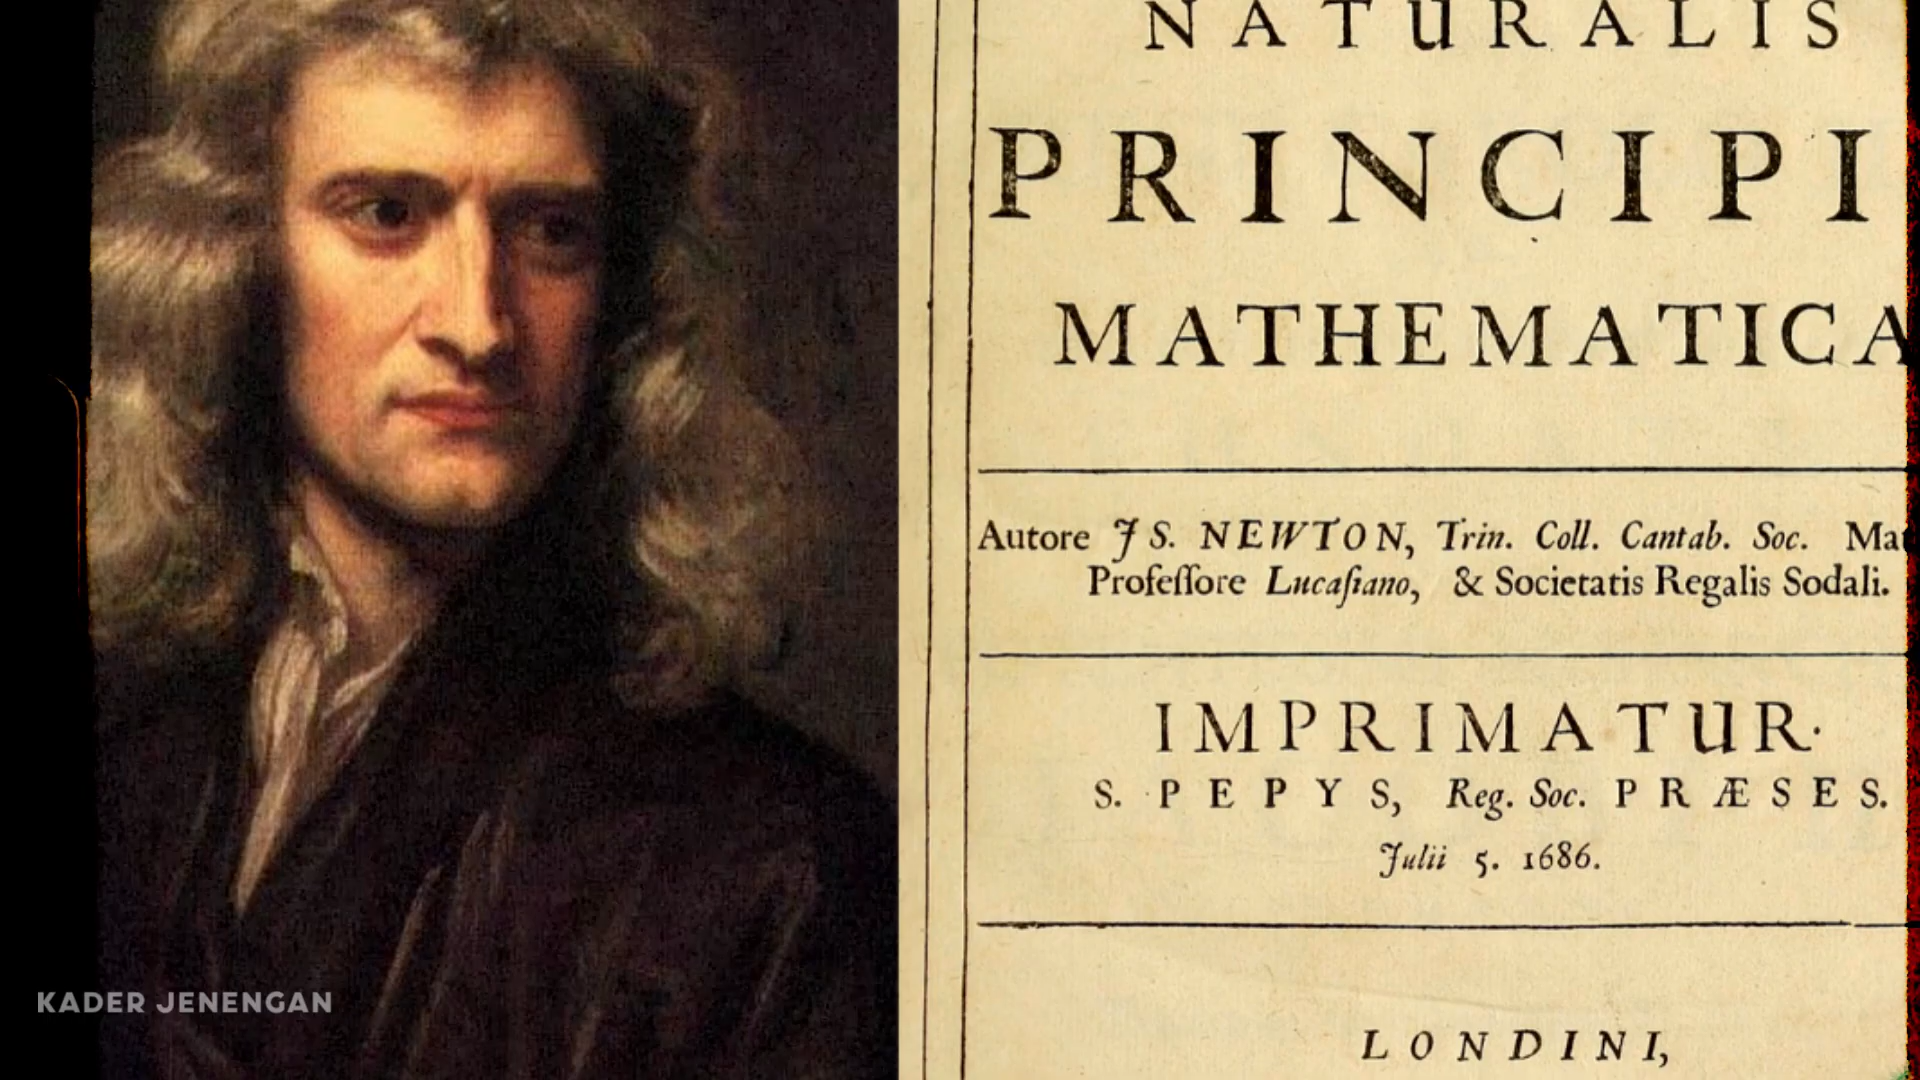 NATURALIS
PRINCIPI
MATHEMATICA
Autore J S. NEWTON, Trin. Coll. Cantab. Soc. Mat
Profeſſore Lucaſiano, & Societatis Regalis Sodali.
IMPRIMATUR·
S. PEPYS, Reg. Soc. PRÆSES.
Julii 5. 1686.
LONDINI,
KADER JENENGAN